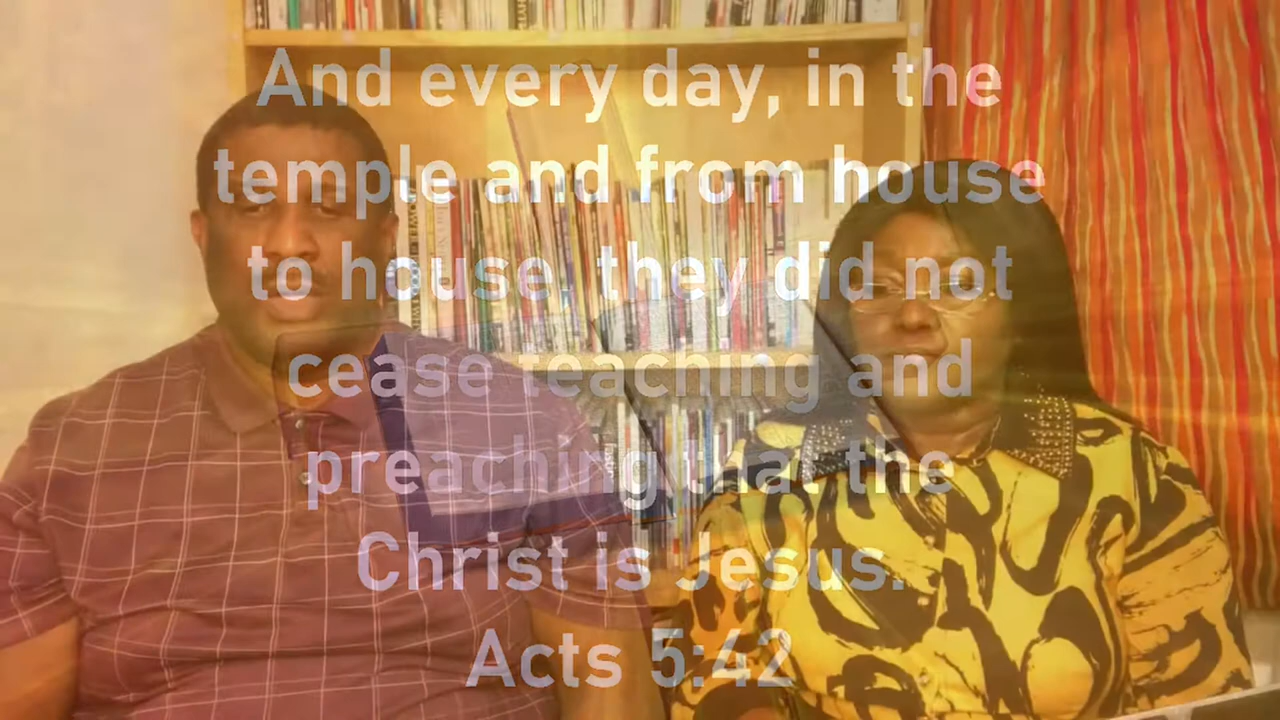 And every day, in the
temple and from house
to house, they did not
cease teaching and
preaching that the
Christ is Jesus.
Acts 5:42